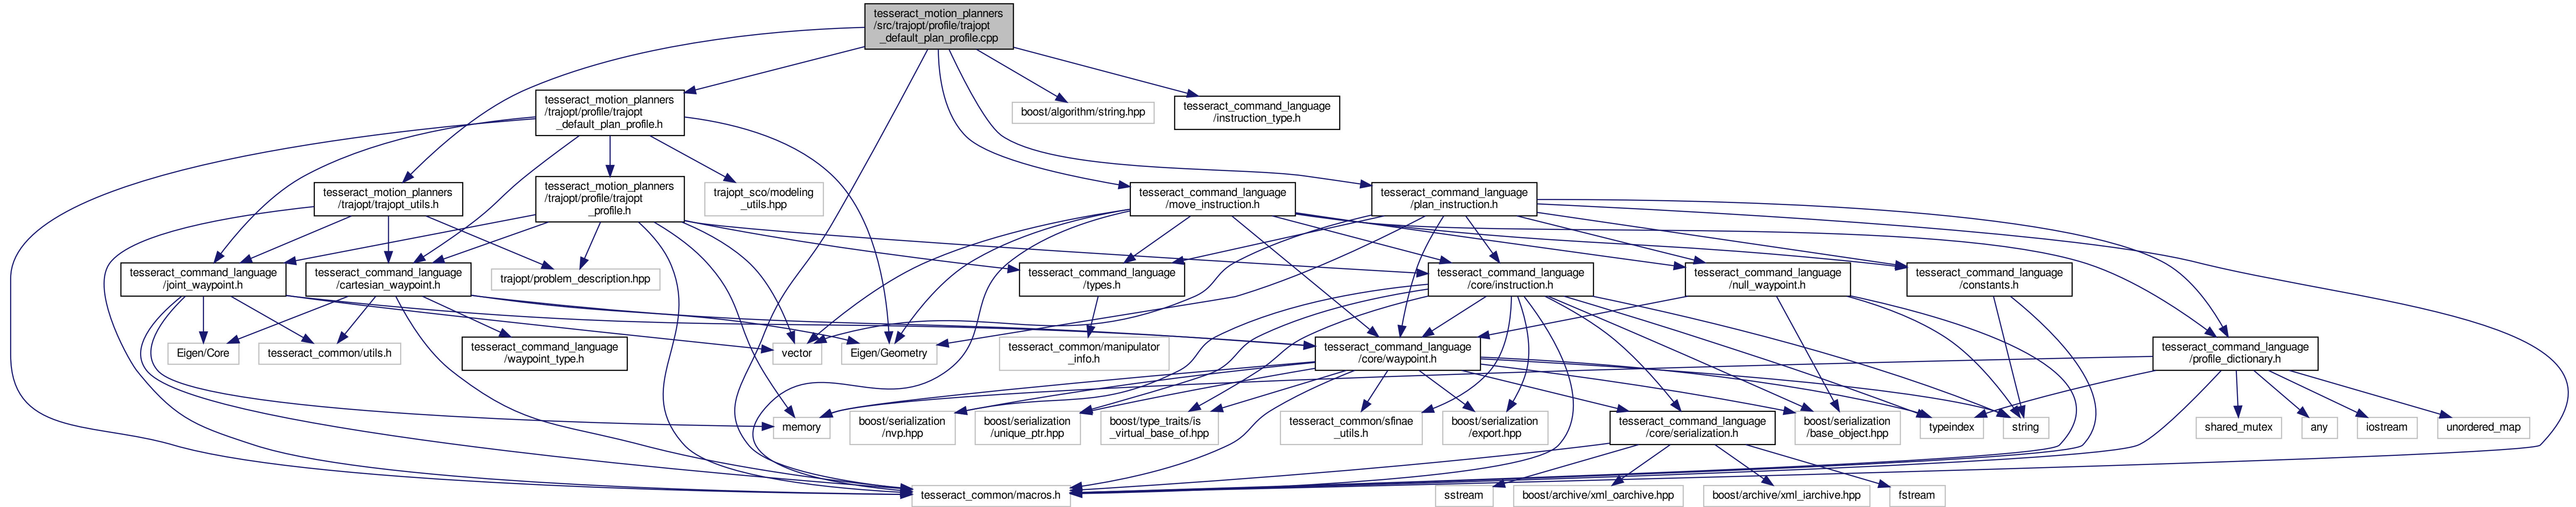 tesseract_motion_planners
/src/trajopt/profile/trajopt
_default_plan_profile.cpp
tesseract_motion_planners
/trajopt/profile/trajopt
_default_plan_profile.h
boost/algorithm/string.hpp
tesseract_command_language
/instruction_type.h
tesseract_motion_planners
/trajopt/trajopt_utils.h
tesseract_motion_planners
/trajopt/profile/trajopt
_profile.h
trajopt_sco/modeling
_utils.hpp
tesseract_command_language
/move_instruction.h
tesseract_command_language
/plan_instruction.h
tesseract_command_language
/joint_waypoint.h
tesseract_command_language
/cartesian_waypoint.h
trajopt/problem_description.hpp
tesseract_command_language
/types.h
tesseract_command_language
/core/instruction.h
tesseract_command_language
/null_waypoint.h
tesseract_command_language
/constants.h
Eigen/Core
tesseract_common/utils.h
tesseract_command_language
/waypoint_type.h
vector
Eigen/Geometry
tesseract_common/manipulator
_info.h
tesseract_command_language
/core/waypoint.h
tesseract_command_language
/profile_dictionary.h
memory
boost/serialization
/nvp.hpp
boost/serialization
/unique_ptr.hpp
boost/type_traits/is
_virtual_base_of.hpp
tesseract_common/sfinae
_utils.h
boost/serialization
/export.hpp
tesseract_command_language
/core/serialization.h
boost/serialization
/base_object.hpp
typeindex
string
shared_mutex
any
iostream
unordered_map
tesseract_common/macros.h
sstream
boost/archive/xml_oarchive.hpp
boost/archive/xml_iarchive.hpp
fstream